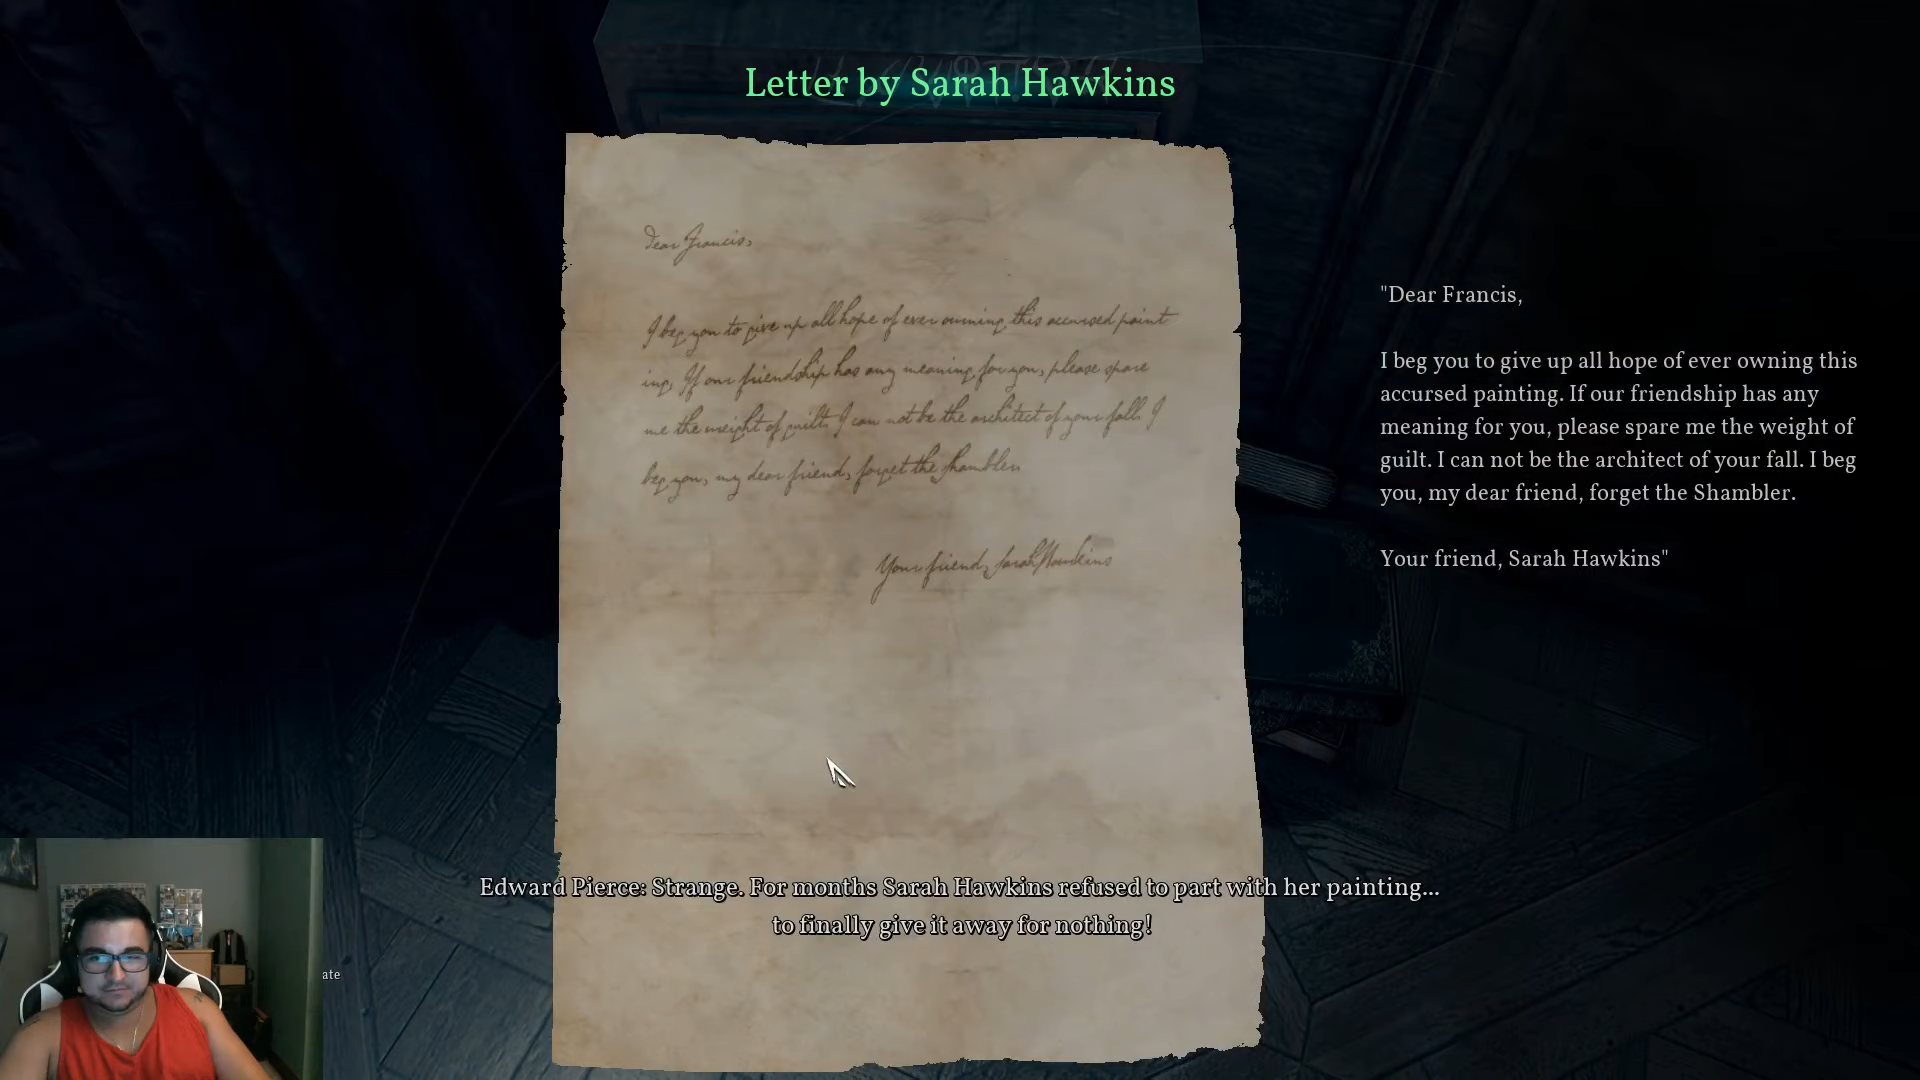 Letter by Sarah Hawkins
Dear Francis,
I beg you to give up all hope of ever owning this accursed paint
ing. If our friendship has any meaning for you, please spare
me the weight of guilt. I can not be the architect of your fall. I
beg you, my dear friend, forget the Shambler.
Your friend, Sarah Hawkins
"Dear Francis,
I beg you to give up all hope of ever owning this
accursed painting. If our friendship has any
meaning for you, please spare me the weight of
guilt. I can not be the architect of your fall. I beg
you, my dear friend, forget the Shambler.
Your friend, Sarah Hawkins"
Edward Pierce: Strange. For months Sarah Hawkins refused to part with her painting...
to finally give it away for nothing!
ate